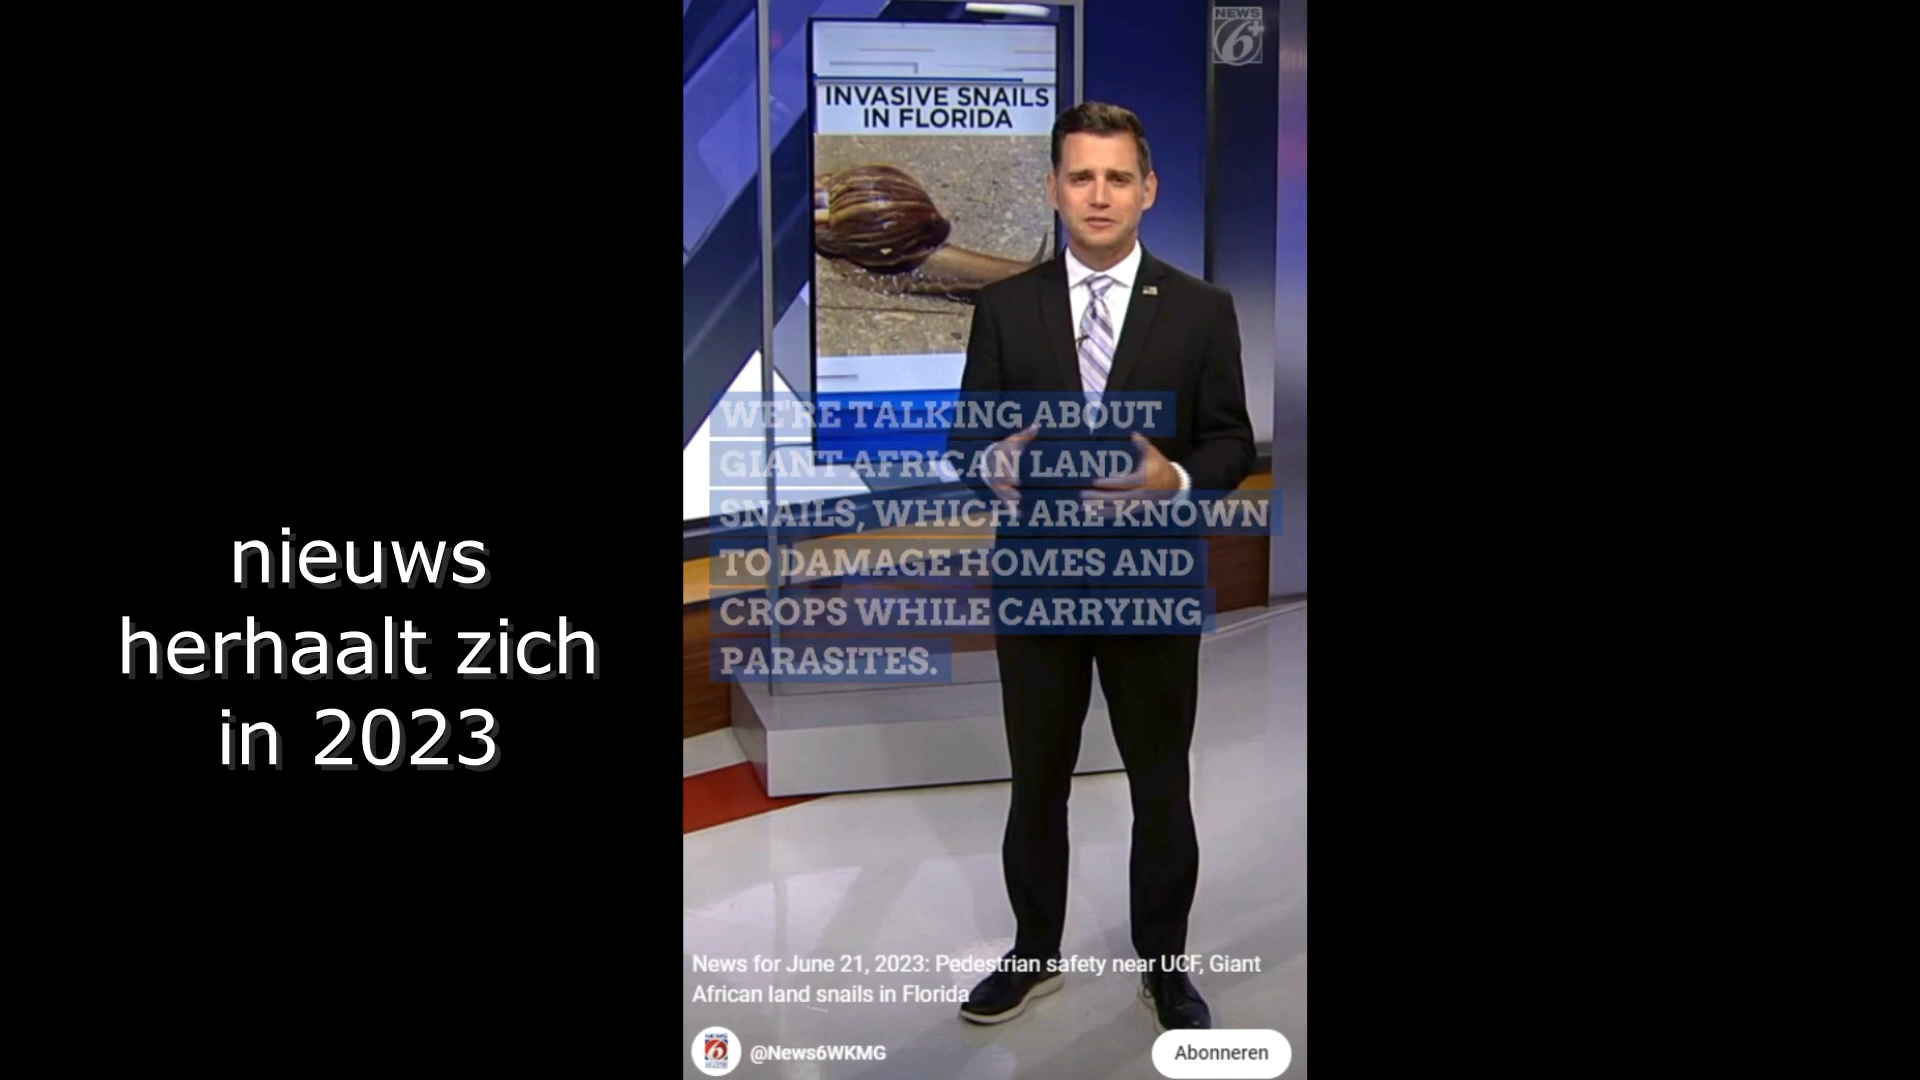 NEWS
6+
INVASIVE SNAILS
IN FLORIDA
WE'RE TALKING ABOUT
GIANT AFRICAN LAND
SNAILS, WHICH ARE KNOWN
TO DAMAGE HOMES AND
CROPS WHILE CARRYING
PARASITES.
nieuws
herhaalt zich
in 2023
News for June 21, 2023: Pedestrian safety near UCF, Giant
African land snails in Florida
@News6WKMG
Abonneren